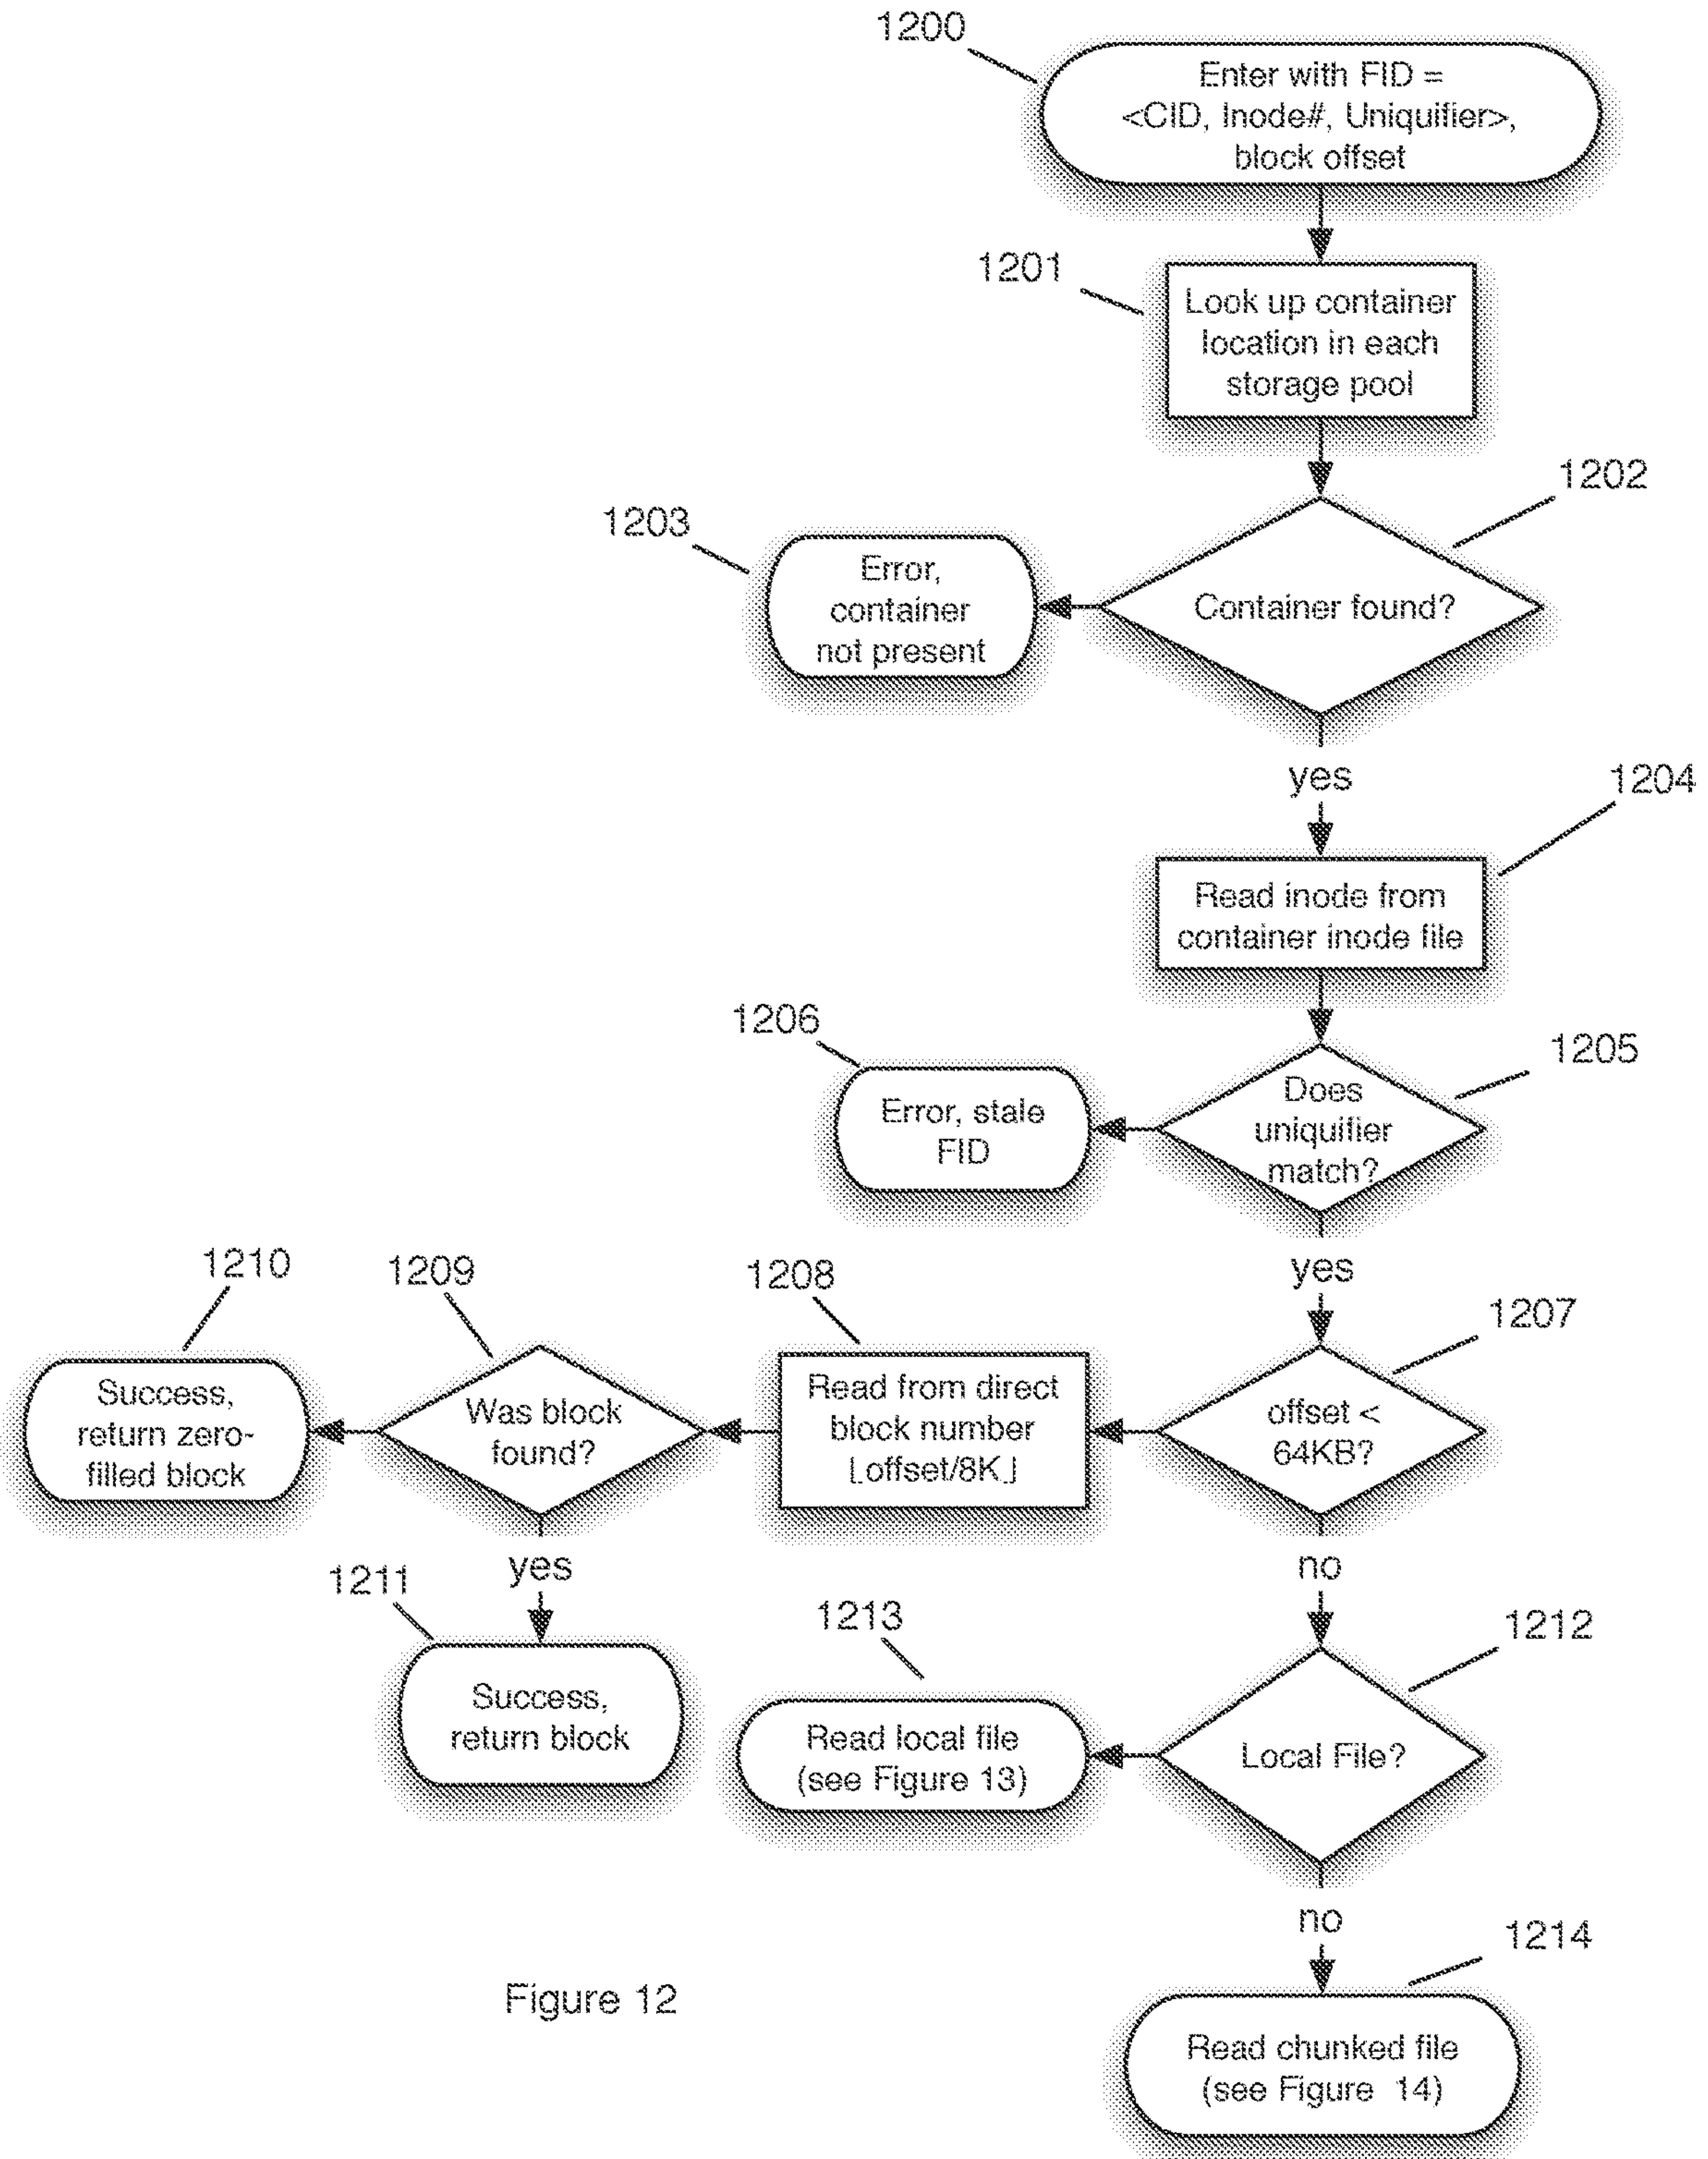 1200
Enter with FID =
<CID, Inode#, Uniquifier>,
block offset
1201
Look up container
location in each
storage pool
1202
Container found?
1203
Error,
container
not present
yes
1204
Read inode from
container inode file
1205
Does
uniquifier
match?
1206
Error, stale
FID
yes
1207
offset <
64KB?
1208
Read from direct
block number
⌊offset/8K⌋
1209
Was block
found?
1210
Success,
return zero-
filled block
yes
1211
Success,
return block
no
1212
Local File?
1213
Read local file
(see Figure 13)
no
1214
Read chunked file
(see Figure 14)
Figure 12